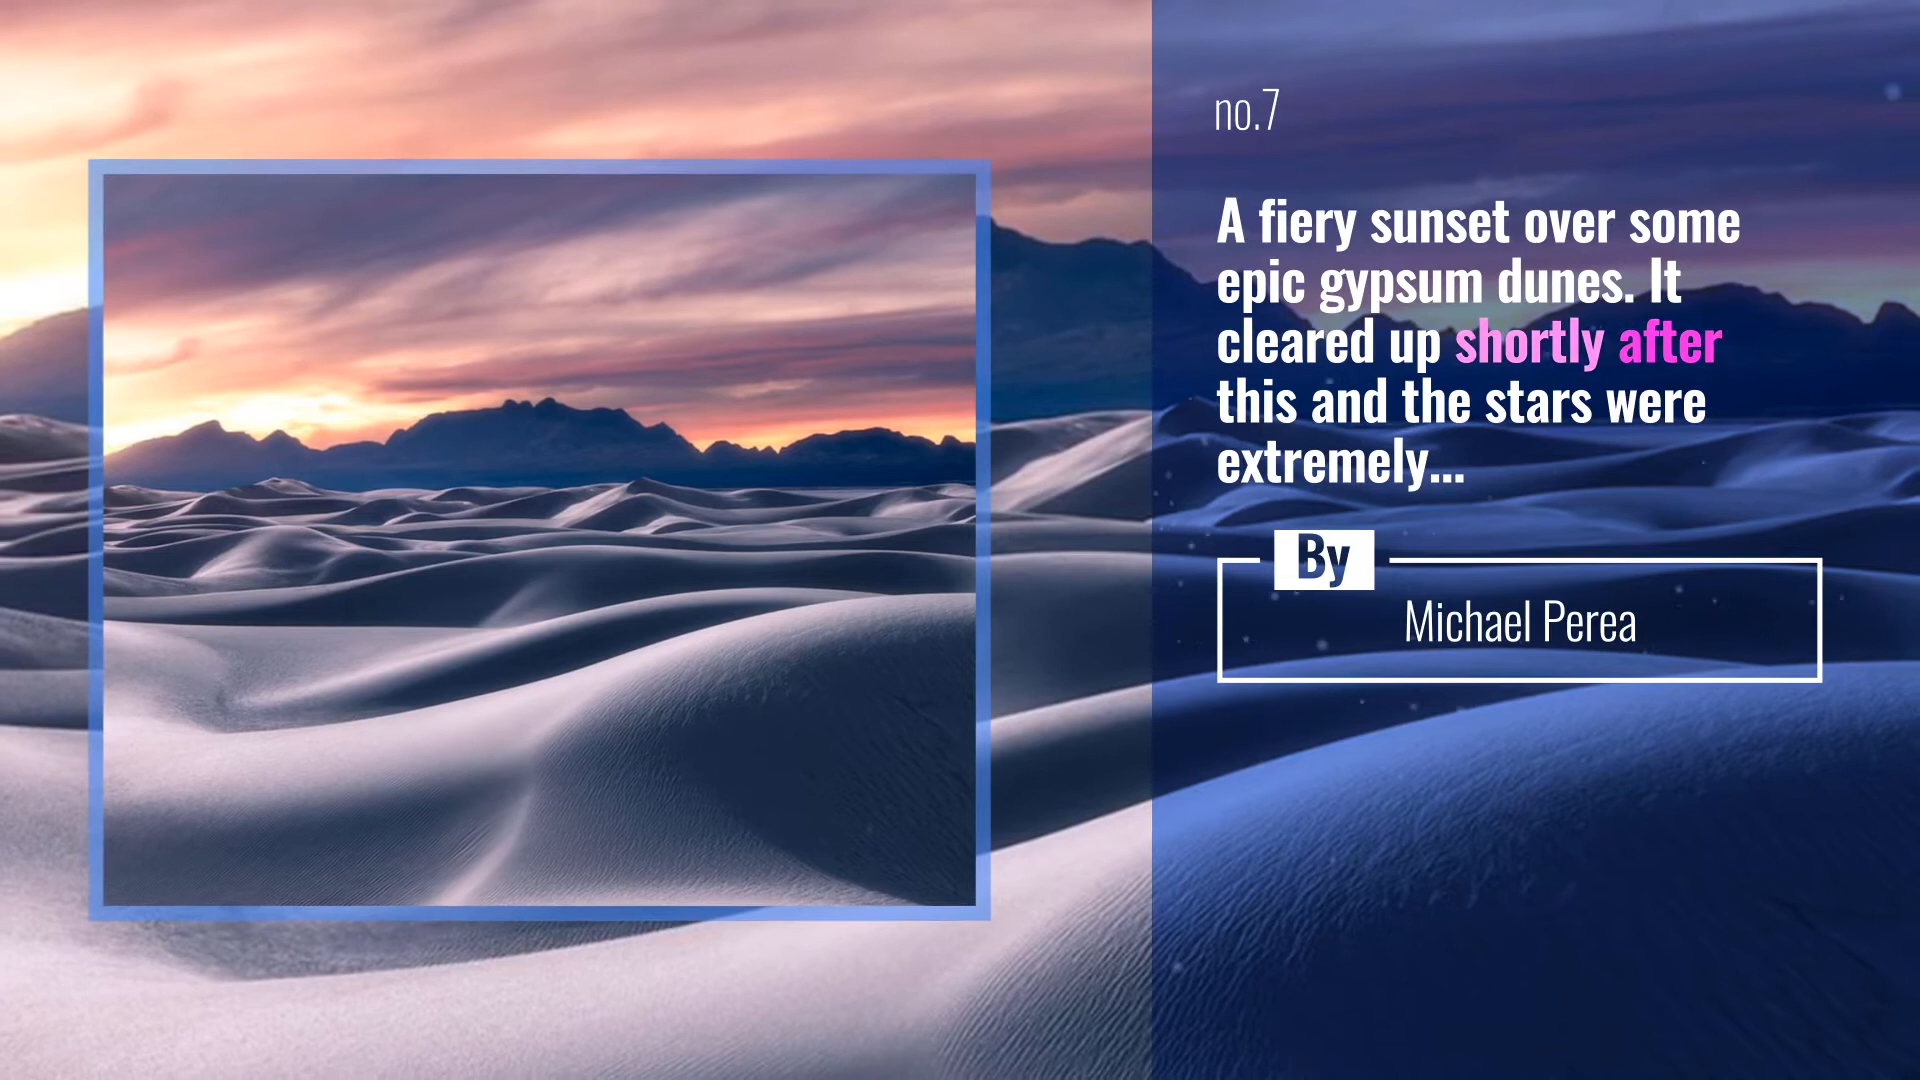 no.7
A fiery sunset over some
epic gypsum dunes. It
cleared up shortly after
this and the stars were
extremely...
By
Michael Perea